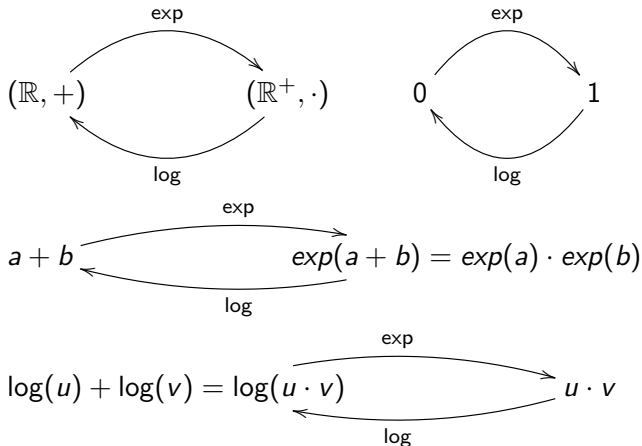 exp exp
(ℝ, +) (ℝ⁺, ·) 0 1
log log
exp
a + b exp(a + b) = exp(a) · exp(b)
log
exp
log(u) + log(v) = log(u · v) u · v
log